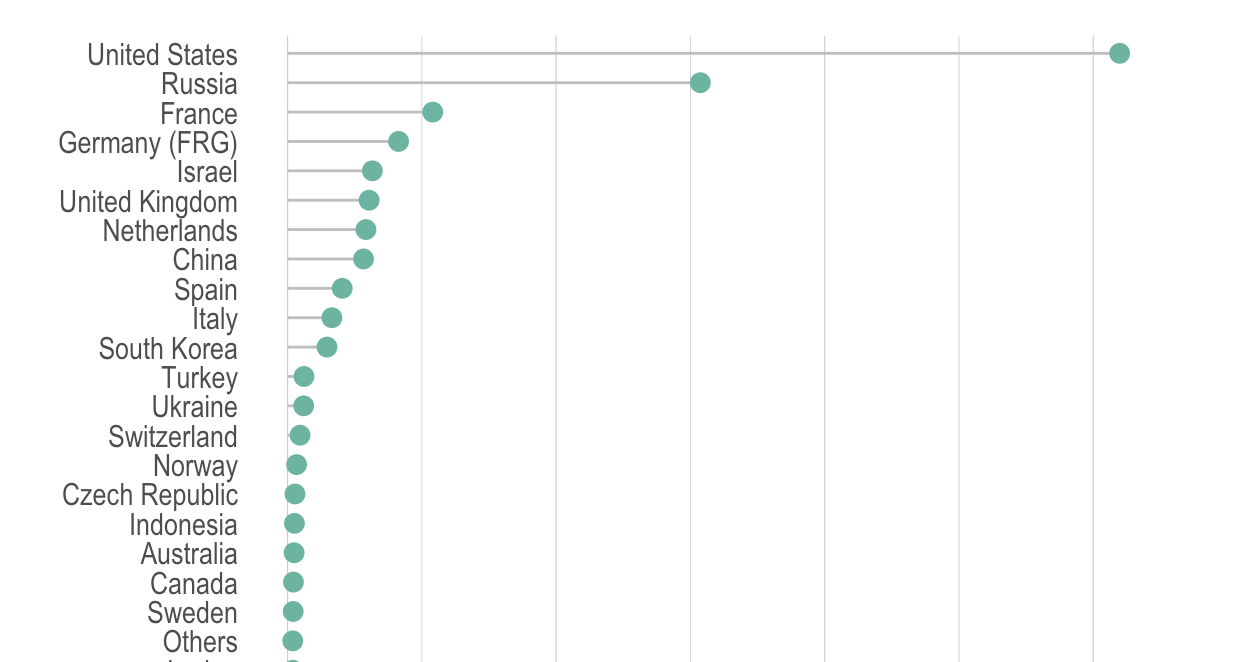 United States
Russia
France
Germany (FRG)
Israel
United Kingdom
Netherlands
China
Spain
Italy
South Korea
Turkey
Ukraine
Switzerland
Norway
Czech Republic
Indonesia
Australia
Canada
Sweden
Others